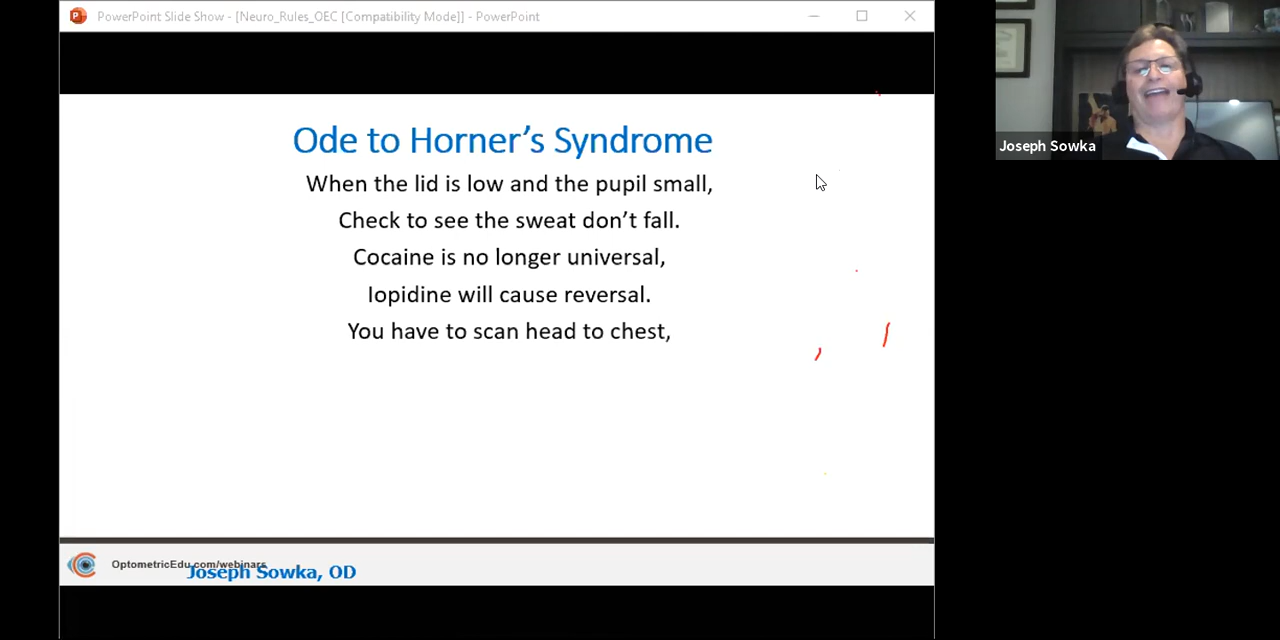 PowerPoint Slide Show - [Neuro_Rules_OEC [Compatibility Mode]] - PowerPoint
Joseph Sowka
Ode to Horner's Syndrome
When the lid is low and the pupil small,
Check to see the sweat don't fall.
Cocaine is no longer universal,
Iopidine will cause reversal.
You have to scan head to chest,
OptometricEdu.com/webinars
Joseph Sowka, OD